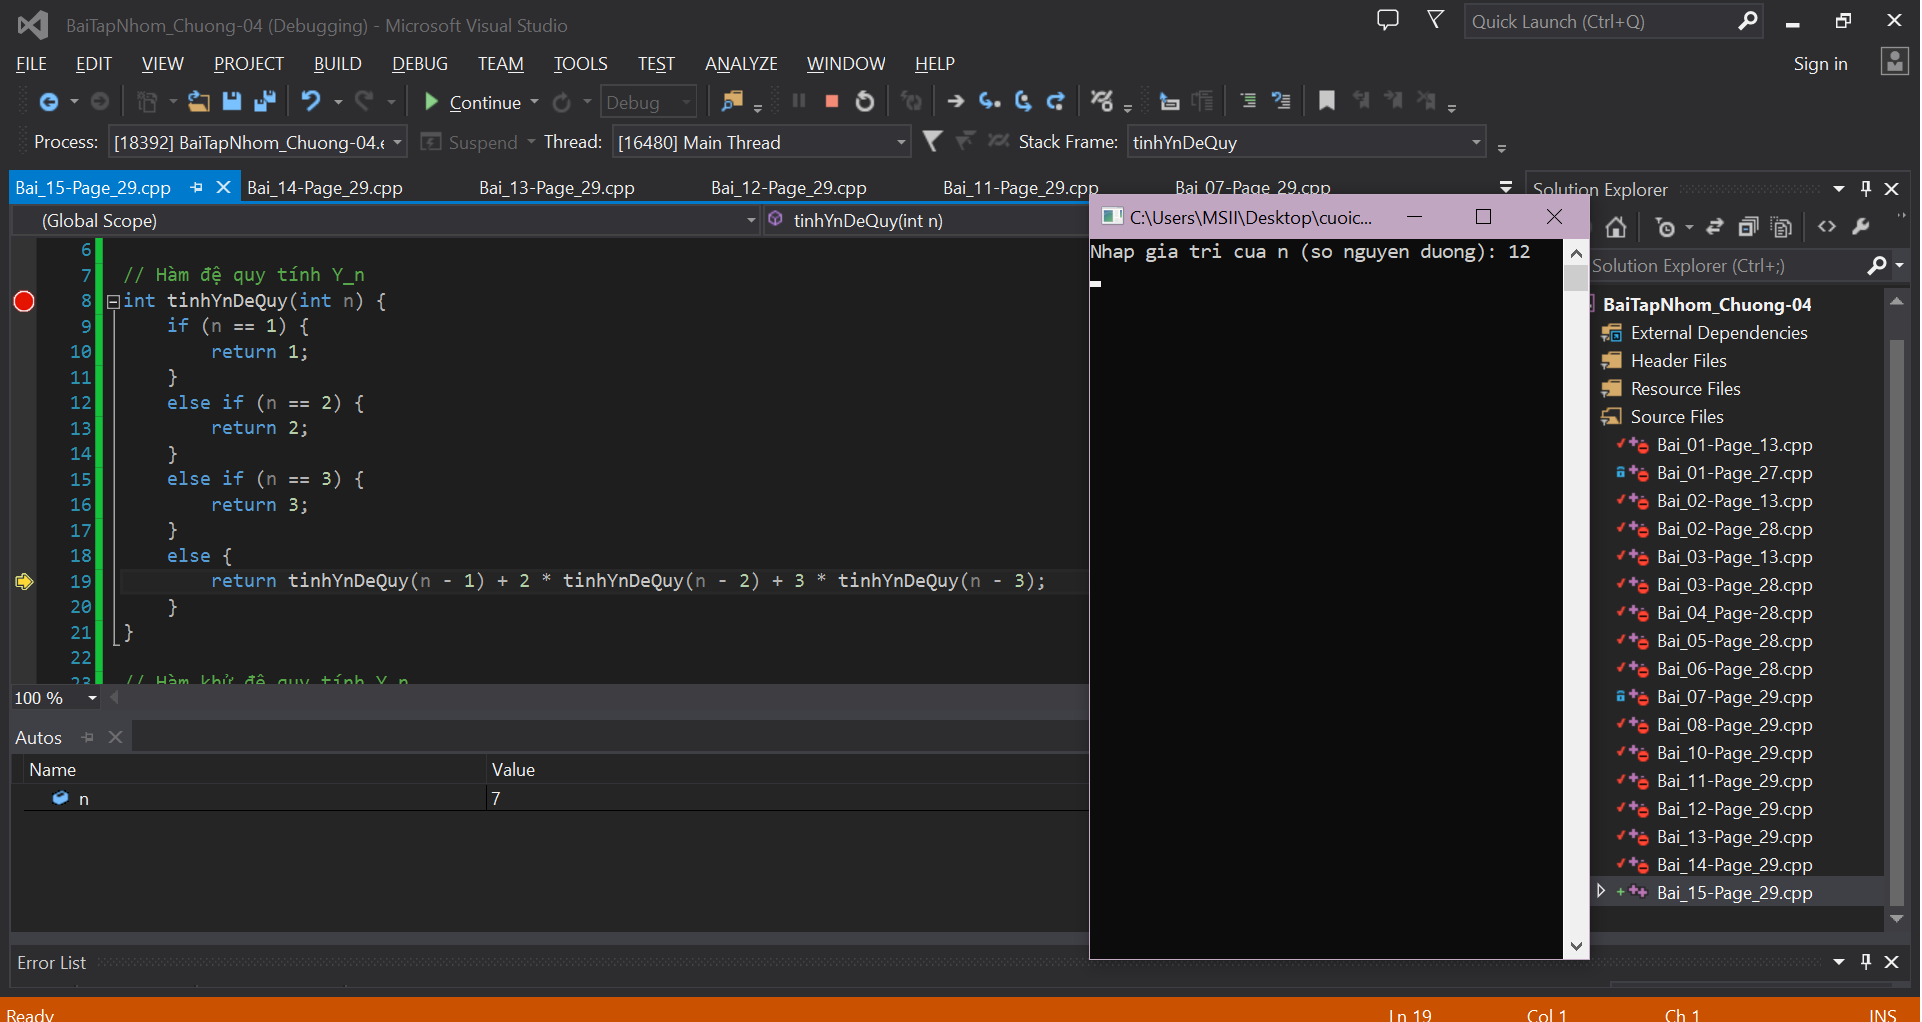 BaiTapNhom_Chuong-04 (Debugging) - Microsoft Visual Studio
Quick Launch (Ctrl+Q)
FILE EDIT VIEW PROJECT BUILD DEBUG TEAM TOOLS TEST ANALYZE WINDOW HELP
Sign in
Continue Debug
Process: [18392] BaiTapNhom_Chuong-04.e Suspend Thread: [16480] Main Thread Stack Frame: tinhYnDeQuy
Bai_15-Page_29.cpp Bai_14-Page_29.cpp Bai_13-Page_29.cpp Bai_12-Page_29.cpp Bai_11-Page_29.cpp Bai_07-Page_29.cpp
(Global Scope) tinhYnDeQuy(int n)
6
7 // Hàm đệ quy tính Y_n
8 int tinhYnDeQuy(int n) {
9 if (n == 1) {
10 return 1;
11 }
12 else if (n == 2) {
13 return 2;
14 }
15 else if (n == 3) {
16 return 3;
17 }
18 else {
19 return tinhYnDeQuy(n - 1) + 2 * tinhYnDeQuy(n - 2) + 3 * tinhYnDeQuy(n - 3);
20 }
21 }
22
23 // Hàm khử đệ quy tính Y_n
100 %
Autos
Name Value
n 7
Error List
C:\Users\MSII\Desktop\cuoic...
Nhap gia tri cua n (so nguyen duong): 12
Solution Explorer
Solution Explorer (Ctrl+;)
BaiTapNhom_Chuong-04
External Dependencies
Header Files
Resource Files
Source Files
Bai_01-Page_13.cpp
Bai_01-Page_27.cpp
Bai_02-Page_13.cpp
Bai_02-Page_28.cpp
Bai_03-Page_13.cpp
Bai_03-Page_28.cpp
Bai_04_Page-28.cpp
Bai_05-Page_28.cpp
Bai_06-Page_28.cpp
Bai_07-Page_29.cpp
Bai_08-Page_29.cpp
Bai_10-Page_29.cpp
Bai_11-Page_29.cpp
Bai_12-Page_29.cpp
Bai_13-Page_29.cpp
Bai_14-Page_29.cpp
Bai_15-Page_29.cpp
Ready Ln 19 Col 1 Ch 1 INS